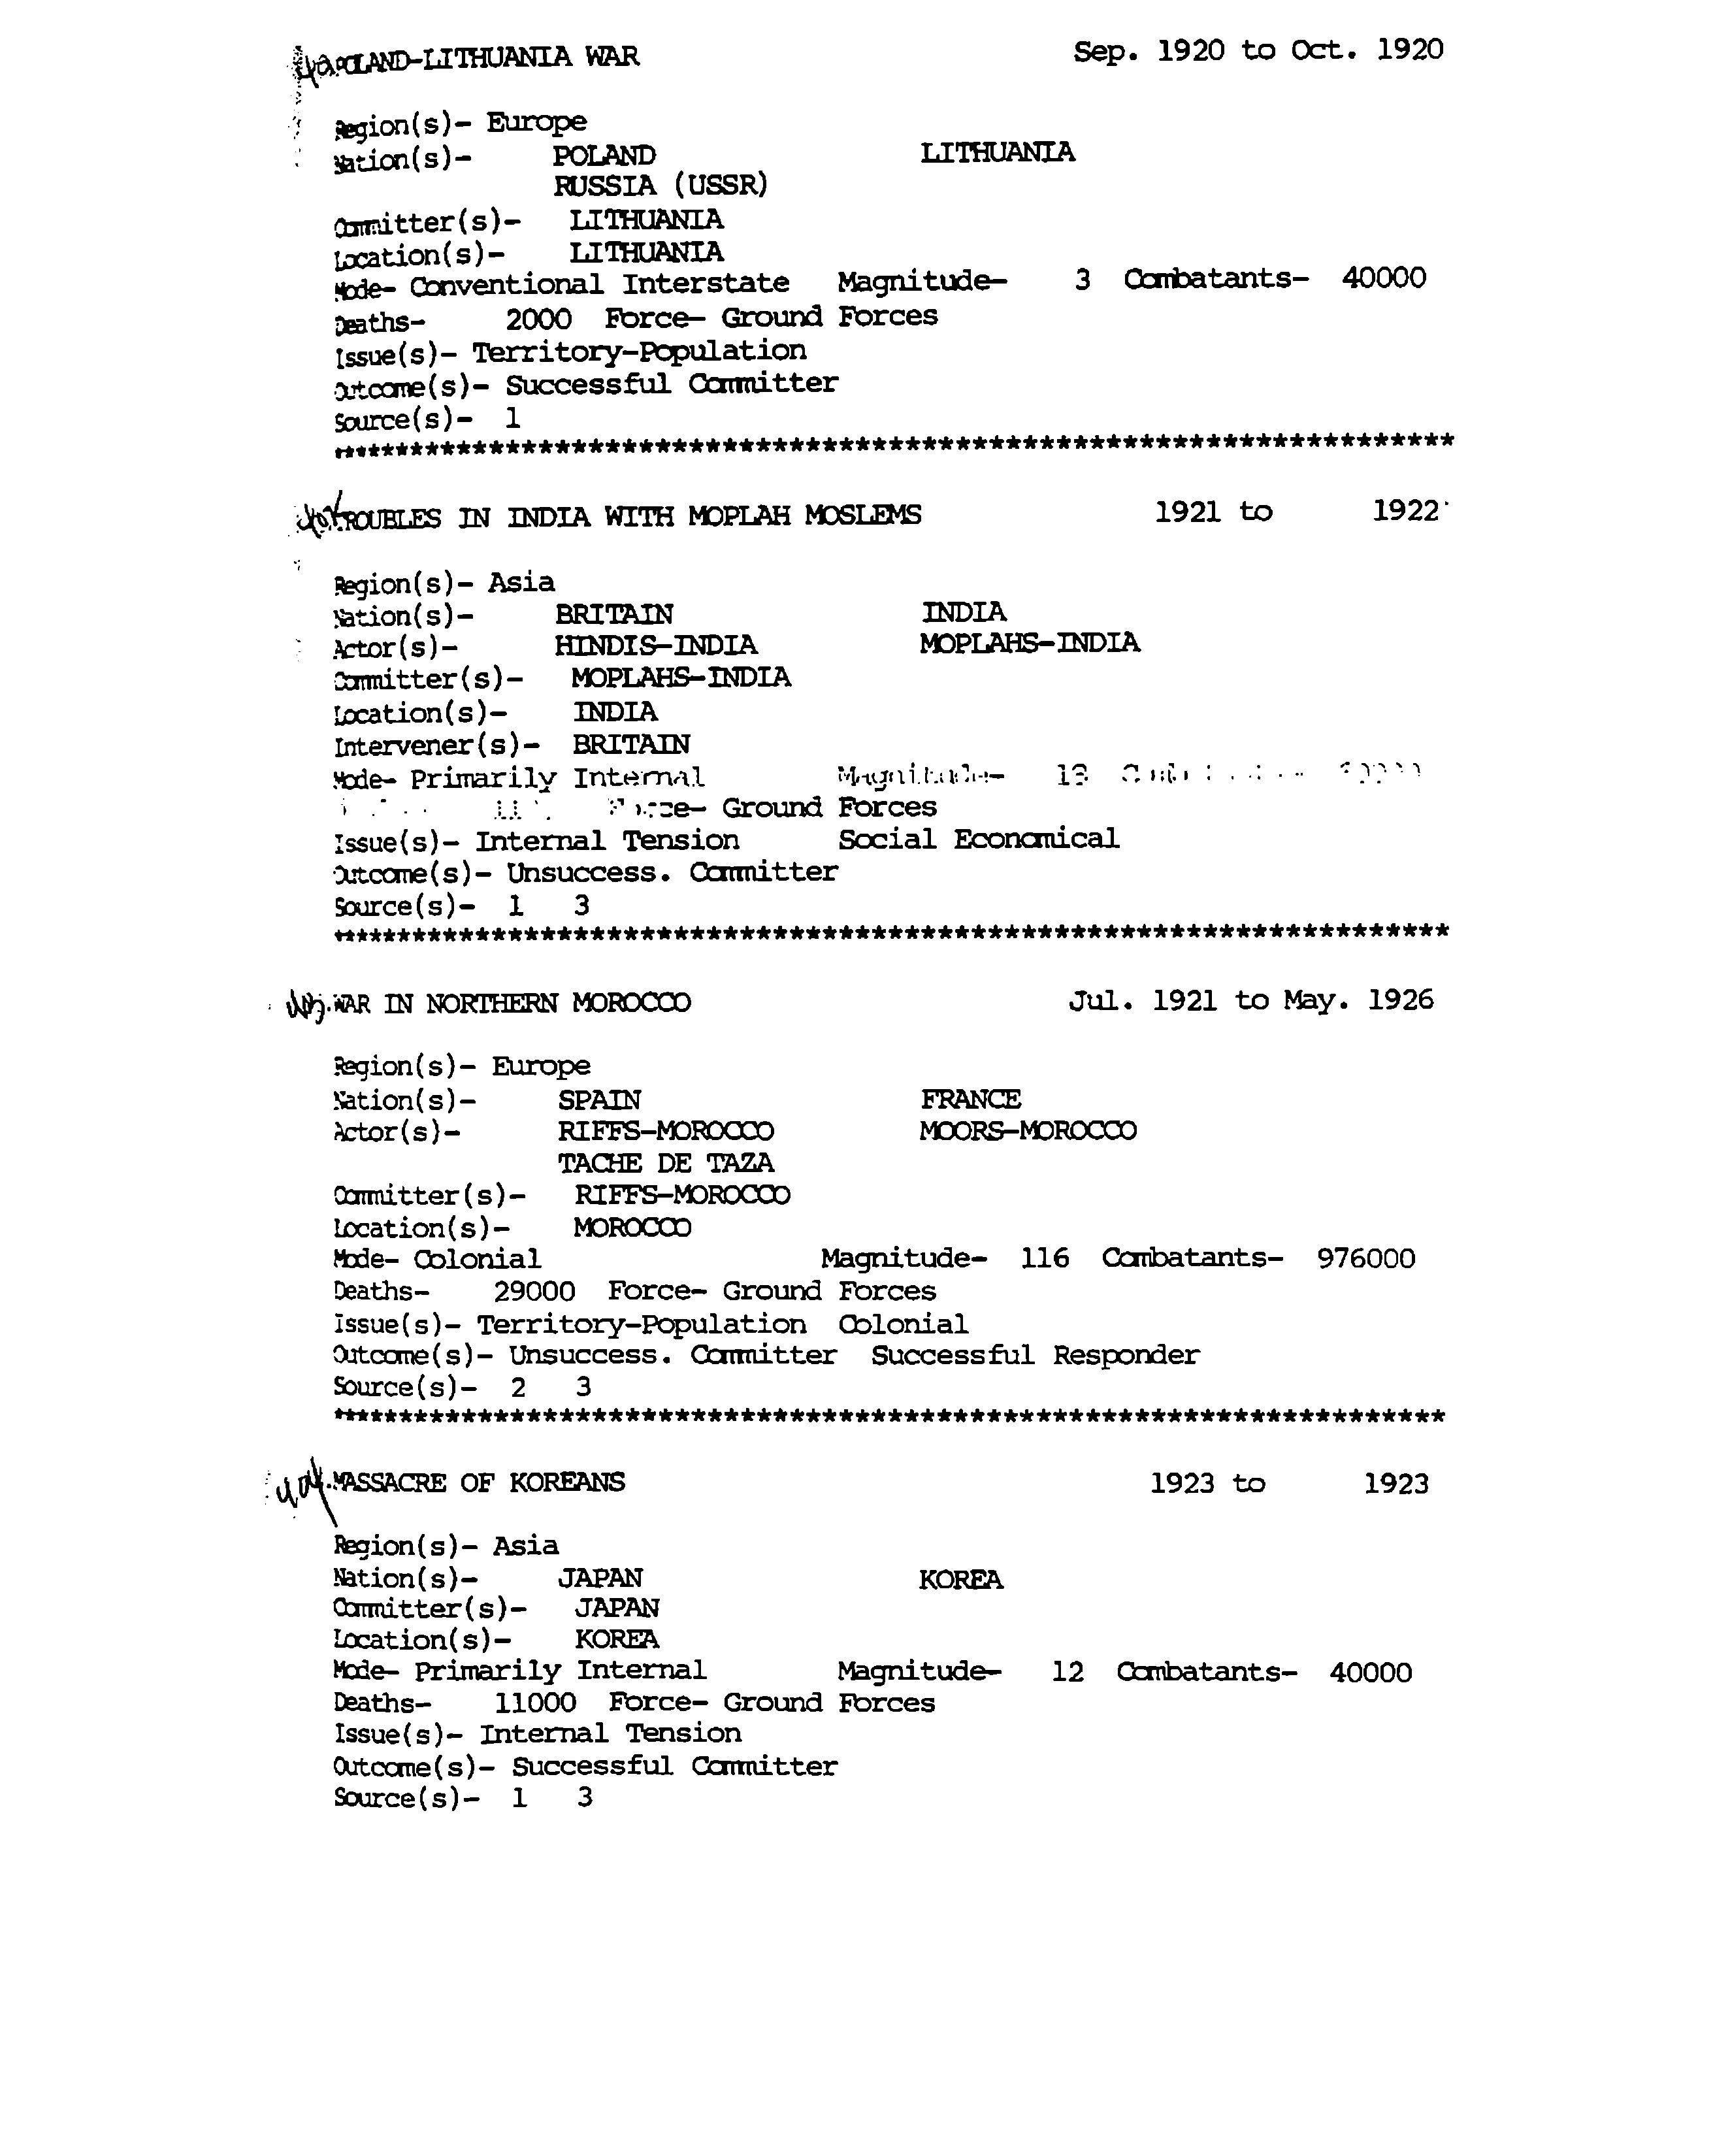 POLAND-LITHUANIA WAR Sep. 1920 to Oct. 1920
Region(s)- Europe
Nation(s)- POLAND LITHUANIA
RUSSIA (USSR)
Committer(s)- LITHUANIA
Location(s)- LITHUANIA
Mode- Conventional Interstate Magnitude- 3 Combatants- 40000
Deaths- 2000 Force- Ground Forces
Issue(s)- Territory-Population
Outcome(s)- Successful Committer
Source(s)- 1
********************************************************************
TROUBLES IN INDIA WITH MOPLAH MOSLEMS 1921 to 1922
Region(s)- Asia
Nation(s)- BRITAIN INDIA
Actor(s)- HINDIS-INDIA MOPLAHS-INDIA
Committer(s)- MOPLAHS-INDIA
Location(s)- INDIA
Intervener(s)- BRITAIN
Mode- Primarily Internal Magnitude-
Force- Ground Forces
Issue(s)- Internal Tension Social Economical
Outcome(s)- Unsuccess. Committer
Source(s)- 1 3
********************************************************************
403. WAR IN NORTHERN MOROCCO Jul. 1921 to May. 1926
Region(s)- Europe
Nation(s)- SPAIN FRANCE
Actor(s)- RIFFS-MOROCCO MOORS-MOROCCO
TACHE DE TAZA
Committer(s)- RIFFS-MOROCCO
Location(s)- MOROCCO
Mode- Colonial Magnitude- 116 Combatants- 976000
Deaths- 29000 Force- Ground Forces
Issue(s)- Territory-Population Colonial
Outcome(s)- Unsuccess. Committer Successful Responder
Source(s)- 2 3
********************************************************************
404. MASSACRE OF KOREANS 1923 to 1923
Region(s)- Asia
Nation(s)- JAPAN KOREA
Committer(s)- JAPAN
Location(s)- KOREA
Mode- Primarily Internal Magnitude- 12 Combatants- 40000
Deaths- 11000 Force- Ground Forces
Issue(s)- Internal Tension
Outcome(s)- Successful Committer
Source(s)- 1 3